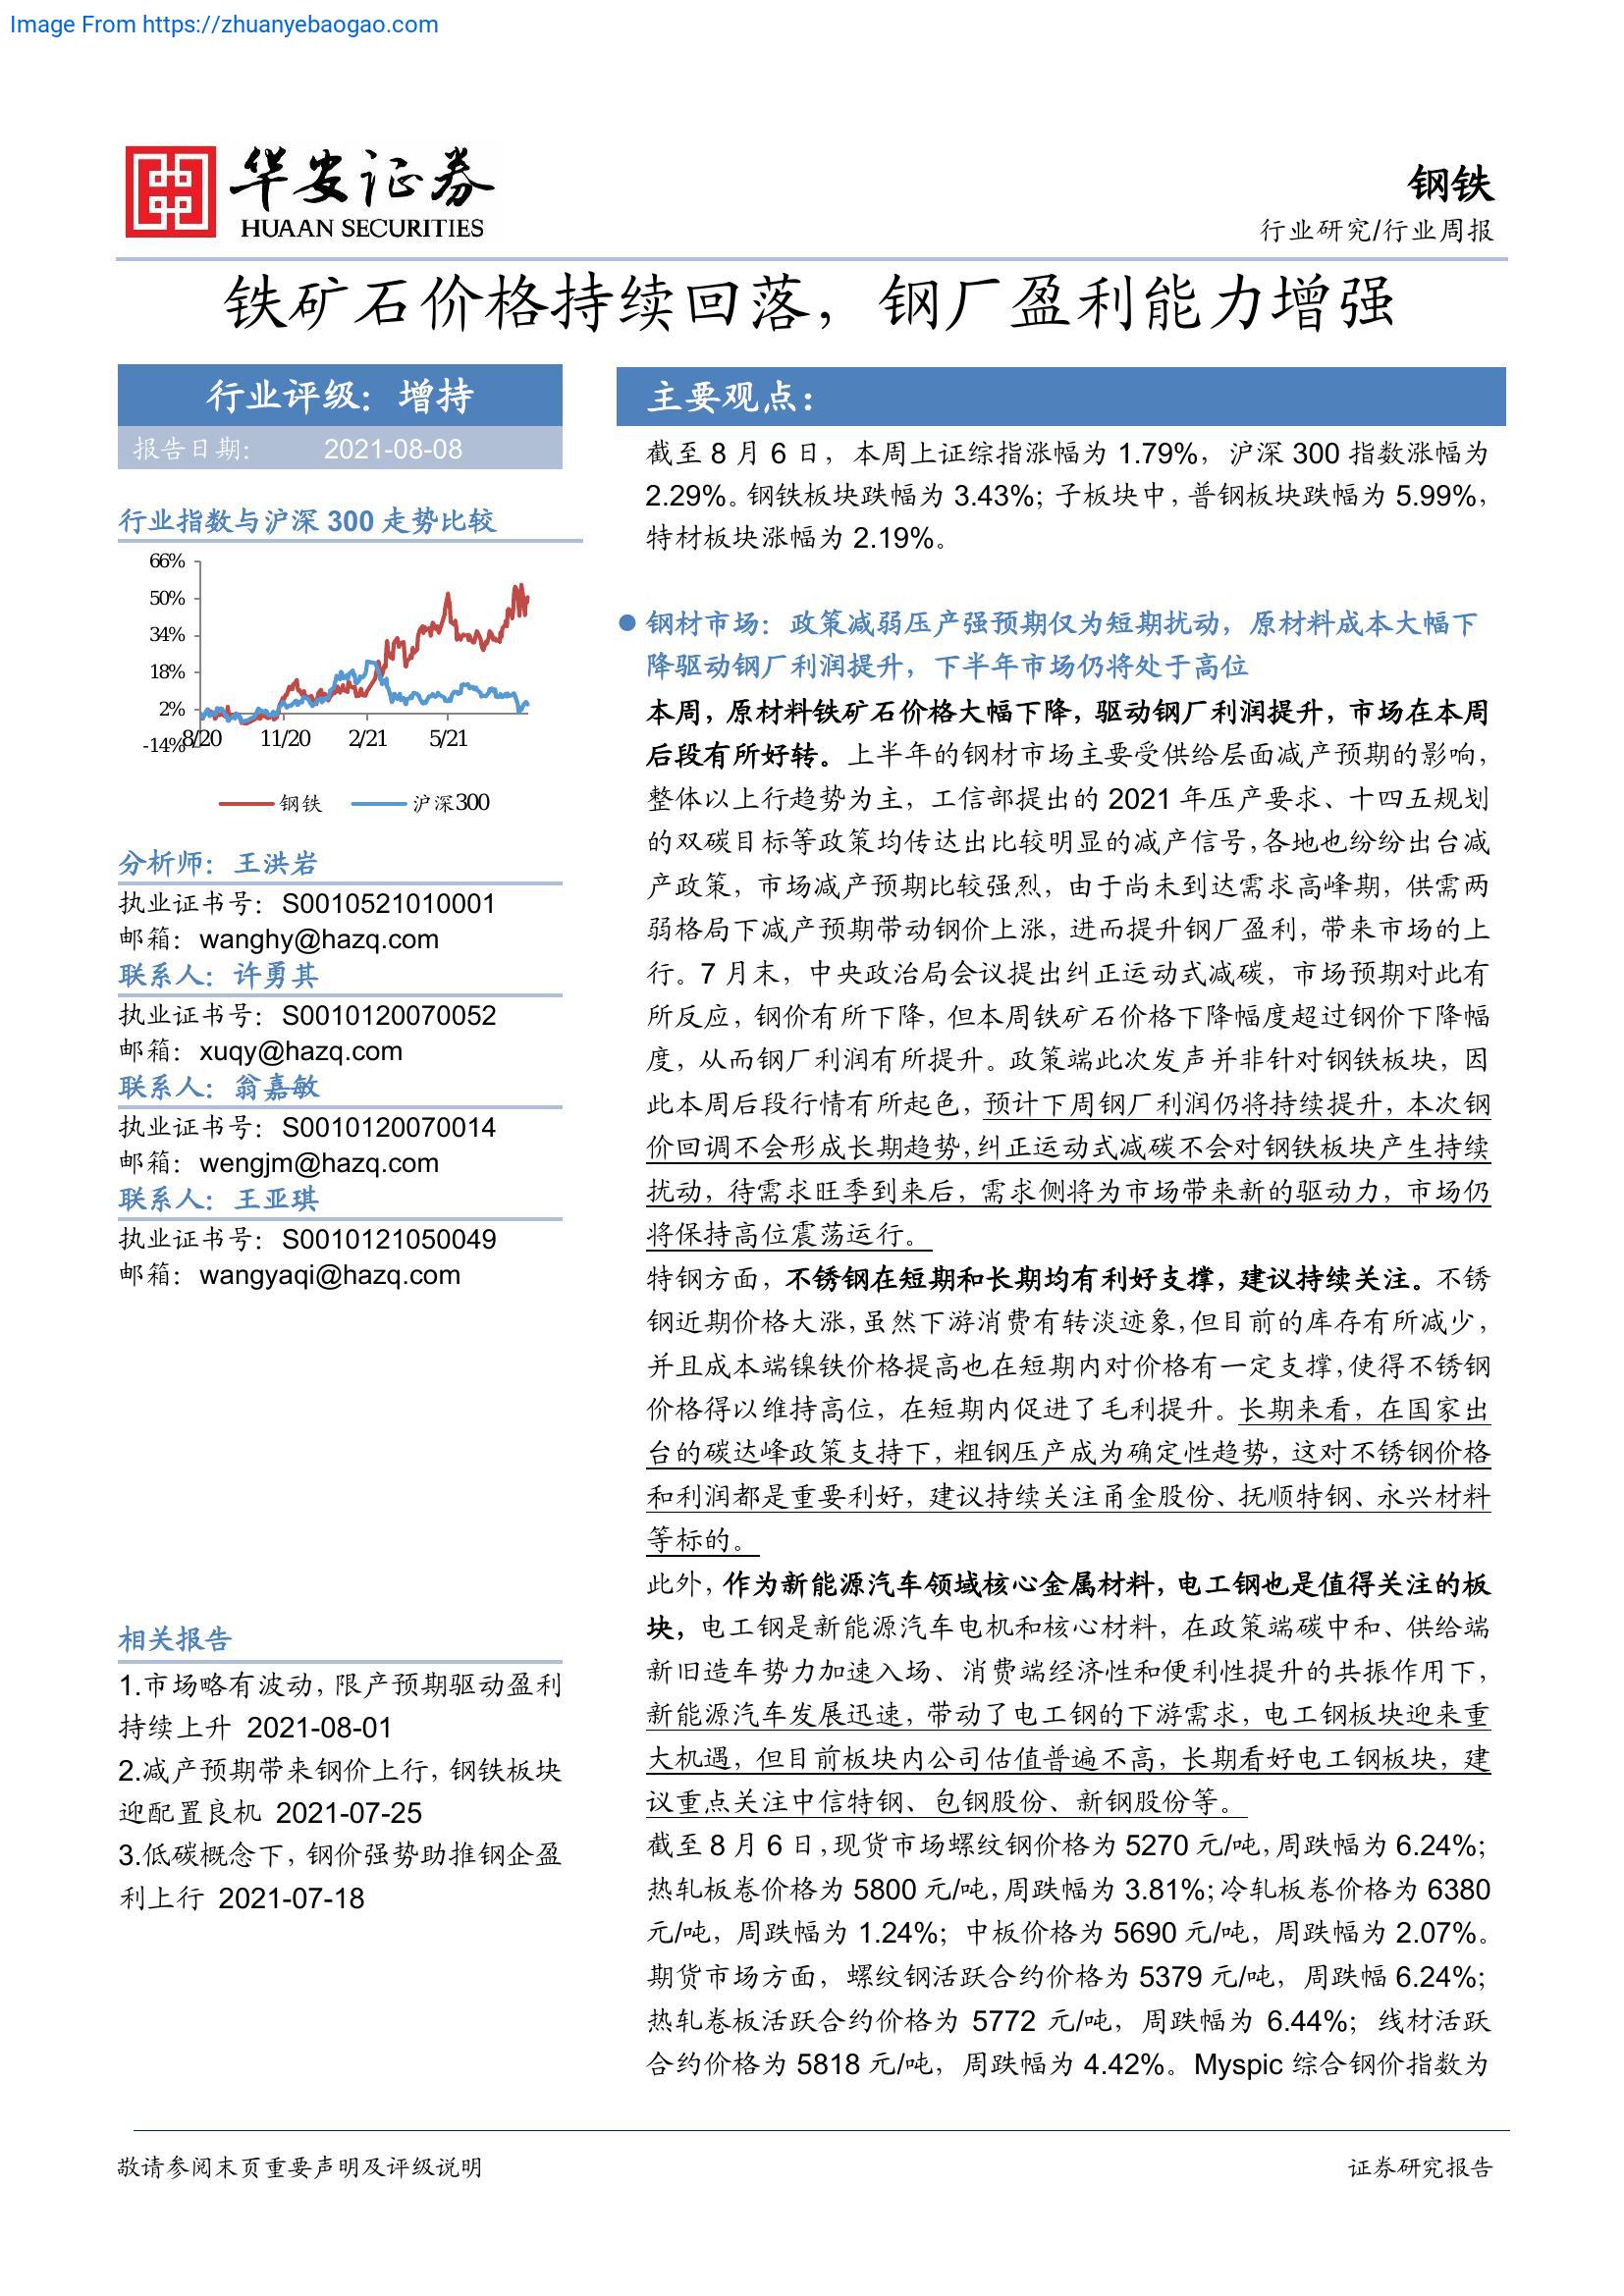 Image From https://zhuanyebaogao.com
华安证券
HUAAN SECURITIES
钢铁
行业研究/行业周报
铁矿石价格持续回落，钢厂盈利能力增强
行业评级：增持
报告日期： 2021-08-08
行业指数与沪深 300 走势比较
66%
50%
34%
18%
2%
-14%
8/20 11/20 2/21 5/21
钢铁 沪深300
分析师：王洪岩
执业证书号：S0010521010001
邮箱：wanghy@hazq.com
联系人：许勇其
执业证书号：S0010120070052
邮箱：xuqy@hazq.com
联系人：翁嘉敏
执业证书号：S0010120070014
邮箱：wengjm@hazq.com
联系人：王亚琪
执业证书号：S0010121050049
邮箱：wangyaqi@hazq.com
相关报告
1.市场略有波动，限产预期驱动盈利
持续上升 2021-08-01
2.减产预期带来钢价上行，钢铁板块
迎配置良机 2021-07-25
3.低碳概念下，钢价强势助推钢企盈
利上行 2021-07-18
主要观点：
截至 8 月 6 日，本周上证综指涨幅为 1.79%，沪深 300 指数涨幅为
2.29%。钢铁板块跌幅为 3.43%；子板块中，普钢板块跌幅为 5.99%，
特材板块涨幅为 2.19%。
● 钢材市场：政策减弱压产强预期仅为短期扰动，原材料成本大幅下
降驱动钢厂利润提升，下半年市场仍将处于高位
本周，原材料铁矿石价格大幅下降，驱动钢厂利润提升，市场在本周
后段有所好转。上半年的钢材市场主要受供给层面减产预期的影响，
整体以上行趋势为主，工信部提出的 2021 年压产要求、十四五规划
的双碳目标等政策均传达出比较明显的减产信号，各地也纷纷出台减
产政策，市场减产预期比较强烈，由于尚未到达需求高峰期，供需两
弱格局下减产预期带动钢价上涨，进而提升钢厂盈利，带来市场的上
行。7 月末，中央政治局会议提出纠正运动式减碳，市场预期对此有
所反应，钢价有所下降，但本周铁矿石价格下降幅度超过钢价下降幅
度，从而钢厂利润有所提升。政策端此次发声并非针对钢铁板块，因
此本周后段行情有所起色，预计下周钢厂利润仍将持续提升，本次钢
价回调不会形成长期趋势，纠正运动式减碳不会对钢铁板块产生持续
扰动，待需求旺季到来后，需求侧将为市场带来新的驱动力，市场仍
将保持高位震荡运行。
特钢方面，不锈钢在短期和长期均有利好支撑，建议持续关注。不锈
钢近期价格大涨，虽然下游消费有转淡迹象，但目前的库存有所减少，
并且成本端镍铁价格提高也在短期内对价格有一定支撑，使得不锈钢
价格得以维持高位，在短期内促进了毛利提升。长期来看，在国家出
台的碳达峰政策支持下，粗钢压产成为确定性趋势，这对不锈钢价格
和利润都是重要利好，建议持续关注甬金股份、抚顺特钢、永兴材料
等标的。
此外，作为新能源汽车领域核心金属材料，电工钢也是值得关注的板
块，电工钢是新能源汽车电机和核心材料，在政策端碳中和、供给端
新旧造车势力加速入场、消费端经济性和便利性提升的共振作用下，
新能源汽车发展迅速，带动了电工钢的下游需求，电工钢板块迎来重
大机遇，但目前板块内公司估值普遍不高，长期看好电工钢板块，建
议重点关注中信特钢、包钢股份、新钢股份等。
截至 8 月 6 日，现货市场螺纹钢价格为 5270 元/吨，周跌幅为 6.24%；
热轧板卷价格为 5800 元/吨，周跌幅为 3.81%；冷轧板卷价格为 6380
元/吨，周跌幅为 1.24%；中板价格为 5690 元/吨，周跌幅为 2.07%。
期货市场方面，螺纹钢活跃合约价格为 5379 元/吨，周跌幅 6.24%；
热轧卷板活跃合约价格为 5772 元/吨，周跌幅为 6.44%；线材活跃
合约价格为 5818 元/吨，周跌幅为 4.42%。Myspic 综合钢价指数为
敬请参阅末页重要声明及评级说明
证券研究报告